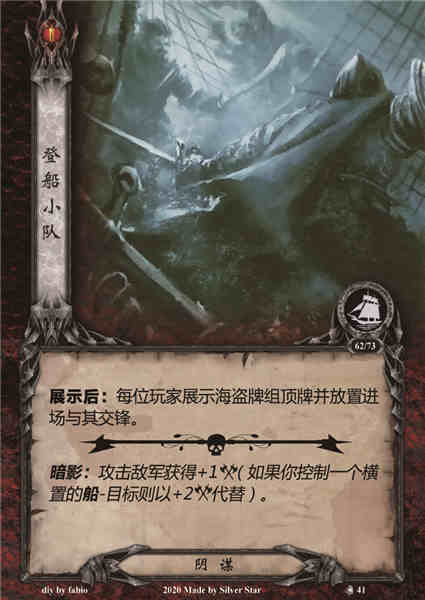 登船小队
62/73
展示后：每位玩家展示海盗牌组顶牌并放置进
场与其交锋。
暗影：攻击敌军获得+1（如果你控制一个横
置的船-目标则以+2代替）。
阴谋
diy by fabio
2020 Made by Silver Star
41